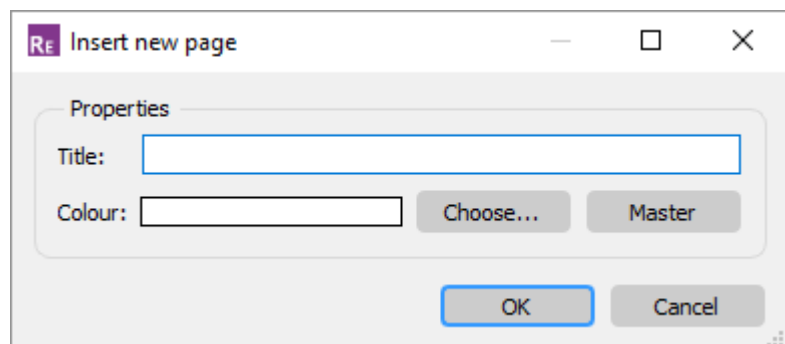 RE Insert new page
Properties
Title:
Colour: Choose... Master
OK Cancel